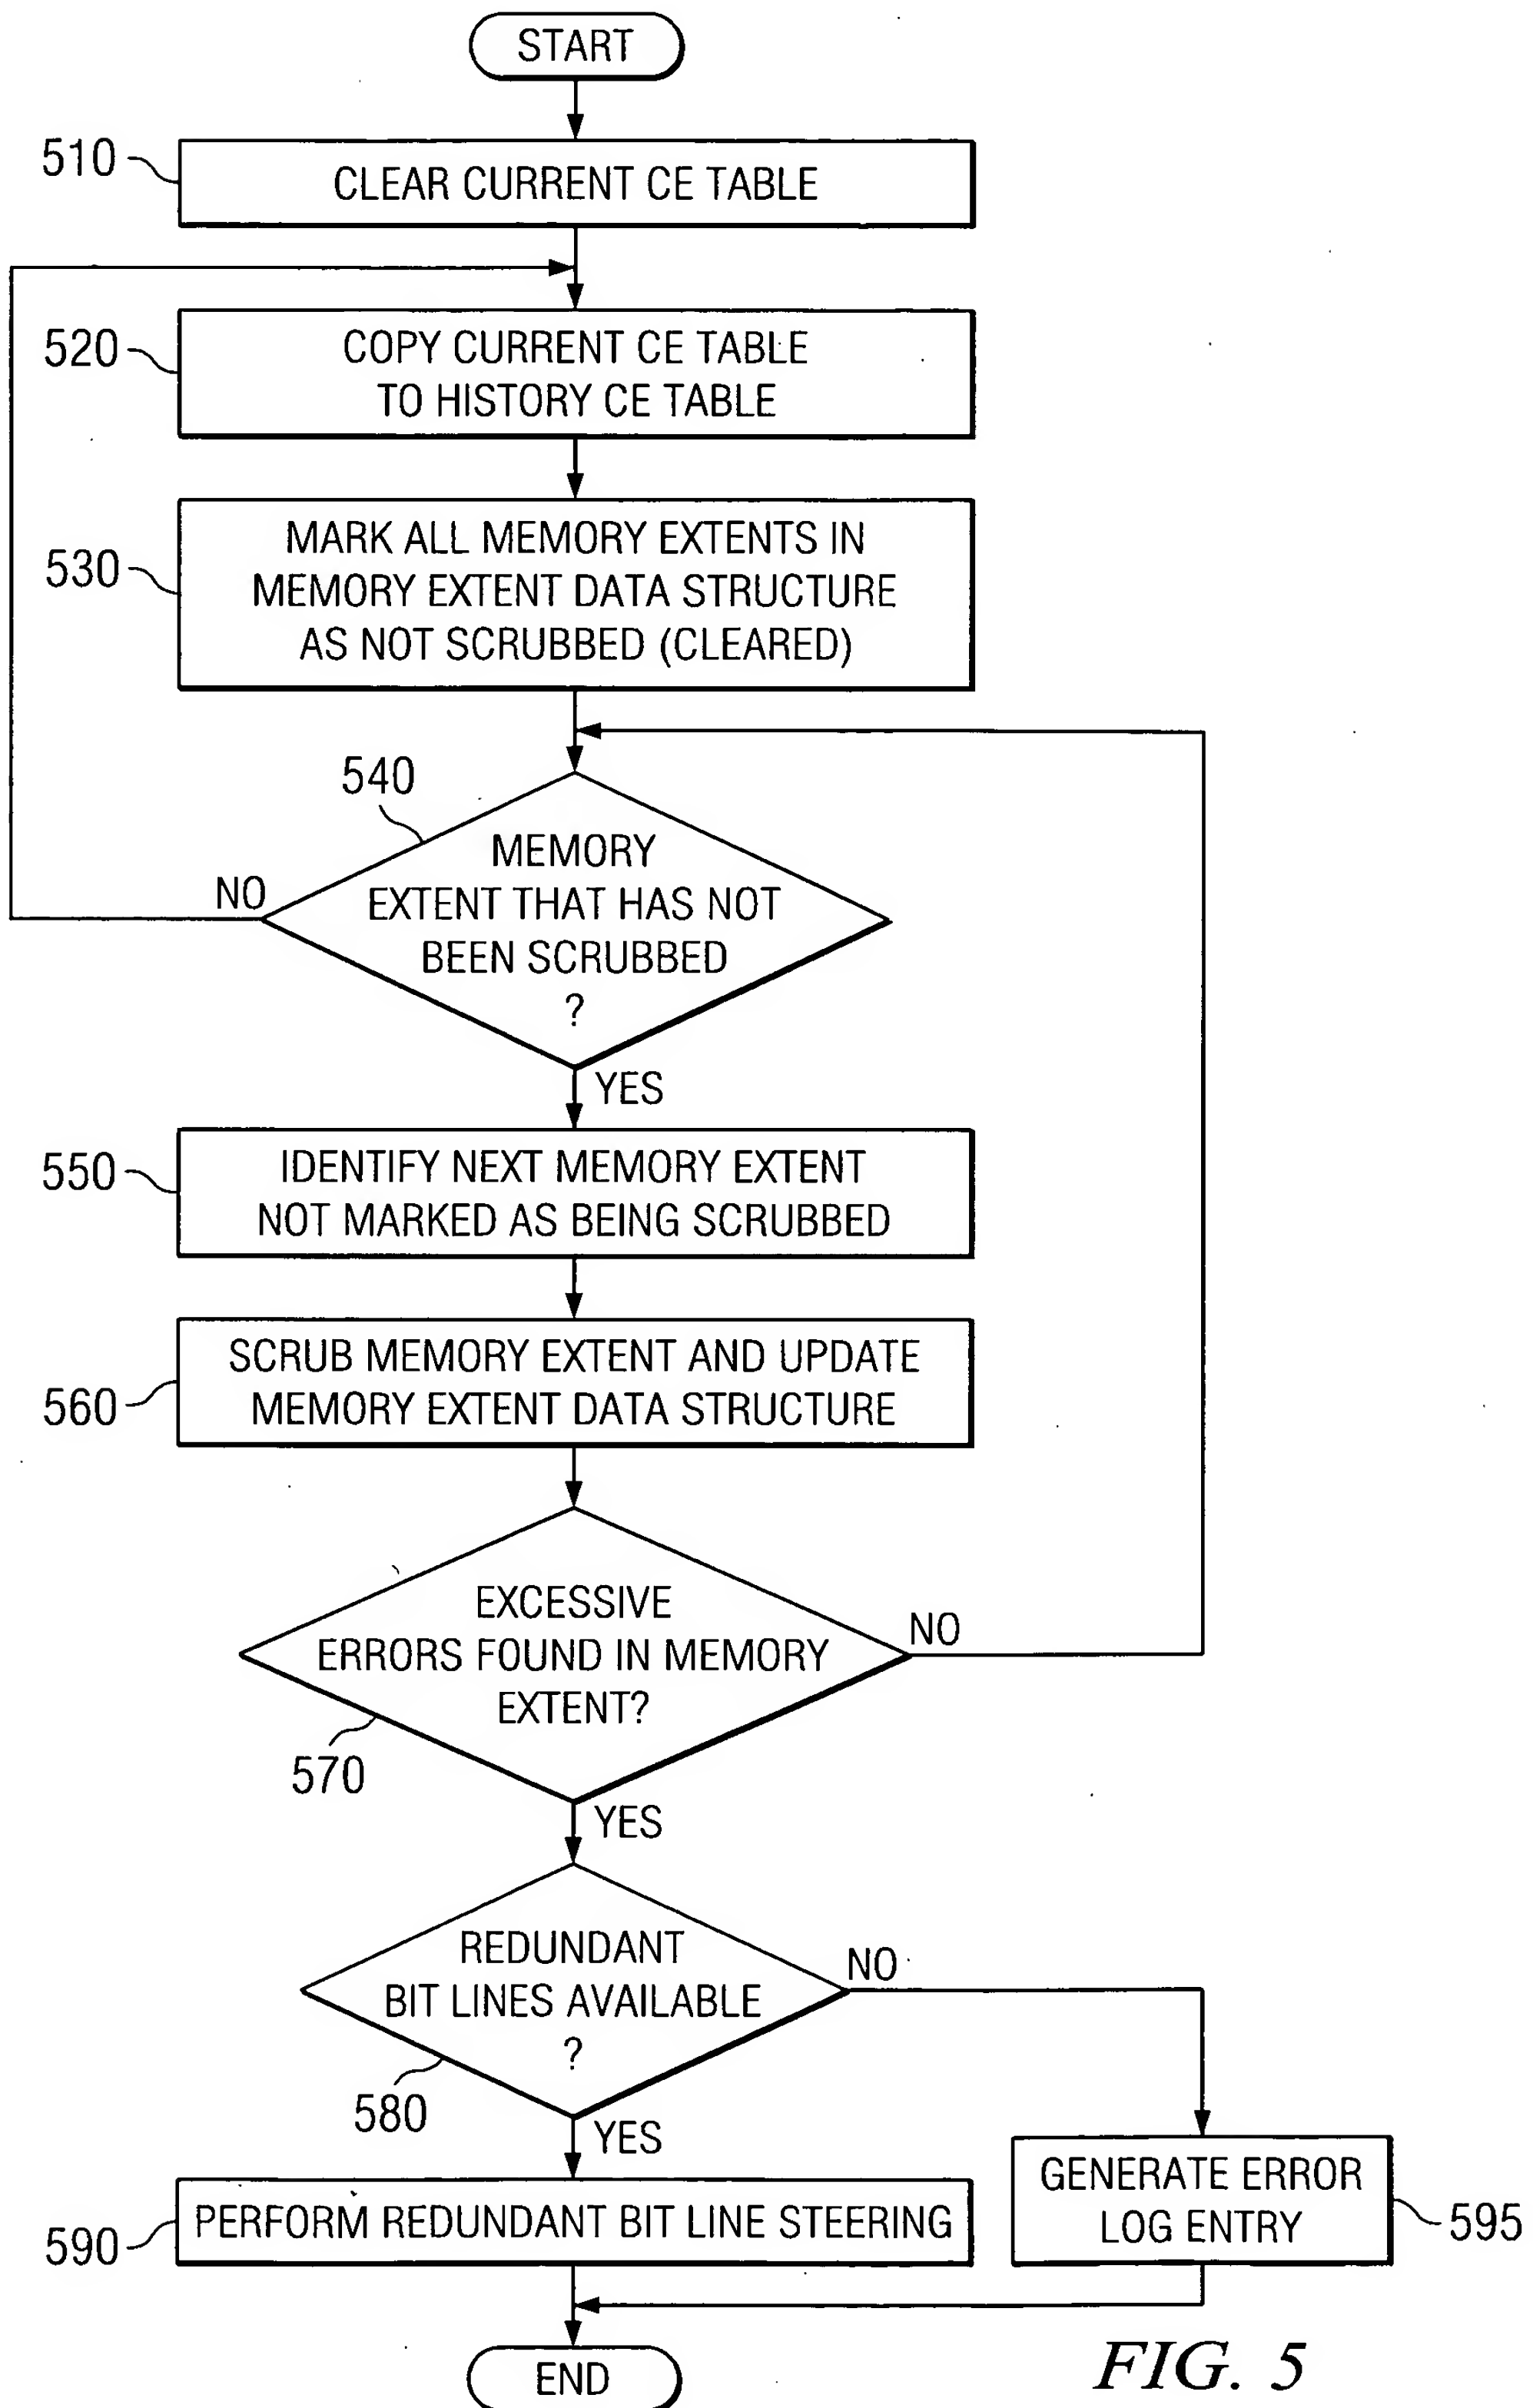 START
510
CLEAR CURRENT CE TABLE
520
COPY CURRENT CE TABLE
TO HISTORY CE TABLE
530
MARK ALL MEMORY EXTENTS IN
MEMORY EXTENT DATA STRUCTURE
AS NOT SCRUBBED (CLEARED)
540
MEMORY
EXTENT THAT HAS NOT
BEEN SCRUBBED
?
NO
YES
550
IDENTIFY NEXT MEMORY EXTENT
NOT MARKED AS BEING SCRUBBED
560
SCRUB MEMORY EXTENT AND UPDATE
MEMORY EXTENT DATA STRUCTURE
EXCESSIVE
ERRORS FOUND IN MEMORY
EXTENT?
NO
570
YES
REDUNDANT
BIT LINES AVAILABLE
?
NO
580
YES
590
PERFORM REDUNDANT BIT LINE STEERING
GENERATE ERROR
LOG ENTRY
595
END
FIG. 5